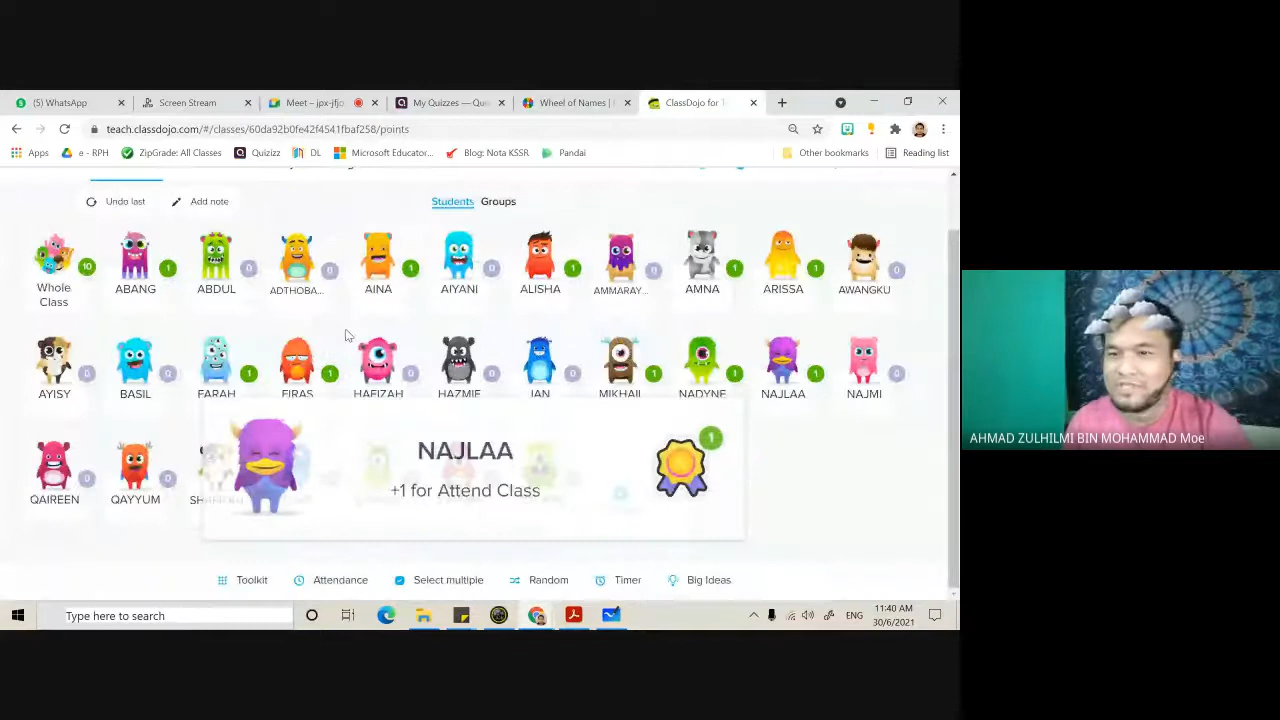 (5) WhatsApp
Screen Stream
Meet – jpx-jfjo
My Quizzes — Que
Wheel of Names |
ClassDojo for T
teach.classdojo.com/#/classes/60da92b0fe42f4541fbaf258/points
Apps
e - RPH
ZipGrade: All Classes
Quizizz
DL
Microsoft Educator...
Blog: Nota KSSR
Pandai
Other bookmarks
Reading list
Undo last
Add note
Students
Groups
10
1
0
0
1
0
1
0
1
1
0
Whole Class
ABANG
ABDUL
ADTHOBA...
AINA
AIYANI
ALISHA
AMMARAY...
AMNA
ARISSA
AWANGKU
0
0
1
1
0
0
0
1
1
1
0
AYISY
BASIL
FARAH
FIRAS
HAFIZAH
HAZMIE
IAN
MIKHAIL
NADYNE
NAJLAA
NAJMI
0
0
QAIREEN
QAYYUM
NAJLAA
+1 for Attend Class
1
Toolkit
Attendance
Select multiple
Random
Timer
Big Ideas
Type here to search
ENG
11:40 AM
30/6/2021
AHMAD ZULHILMI BIN MOHAMMAD Moe